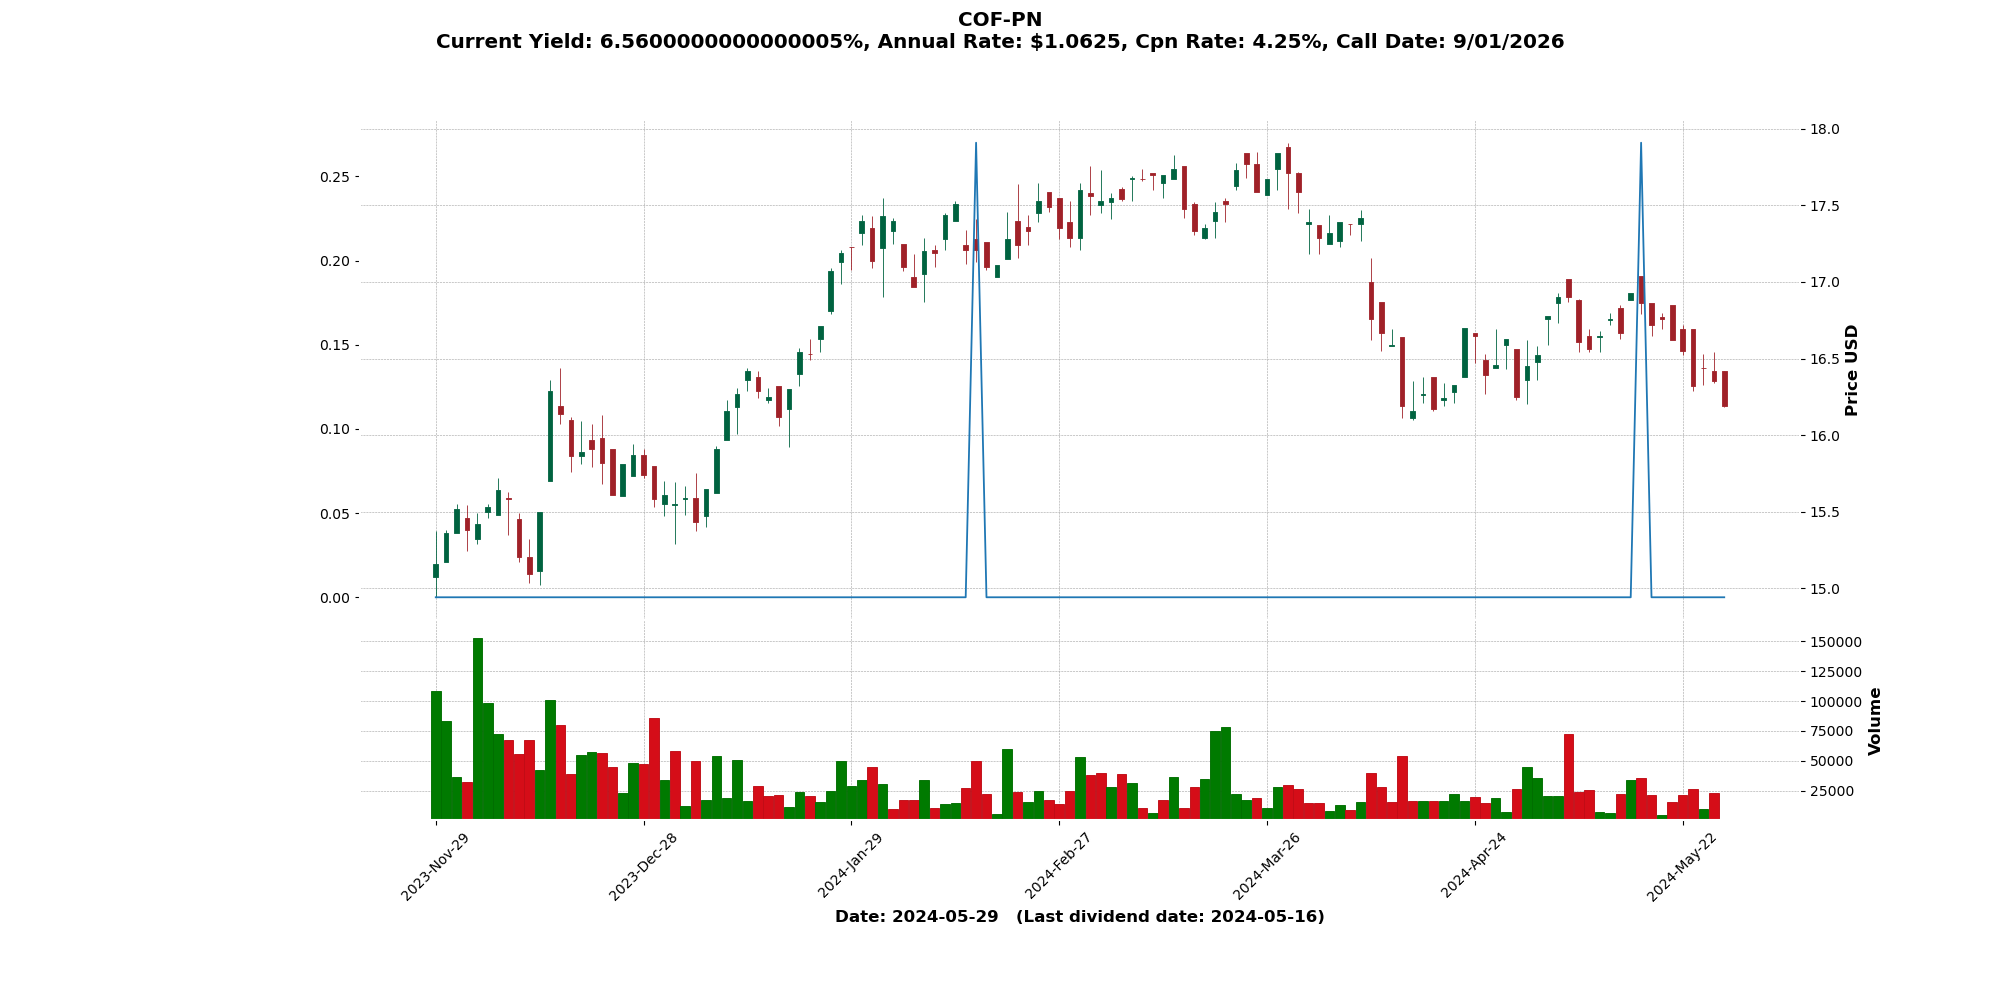 COF-PN
Current Yield: 6.5600000000000005%, Annual Rate: $1.0625, Cpn Rate: 4.25%, Call Date: 9/01/2026
0.25
0.20
0.15
0.10
0.05
0.00
18.0
17.5
17.0
16.5
16.0
15.5
15.0
Price USD
150000
125000
100000
75000
50000
25000
Volume
2023-Nov-29
2023-Dec-28
2024-Jan-29
2024-Feb-27
2024-Mar-26
2024-Apr-24
2024-May-22
Date: 2024-05-29 (Last dividend date: 2024-05-16)